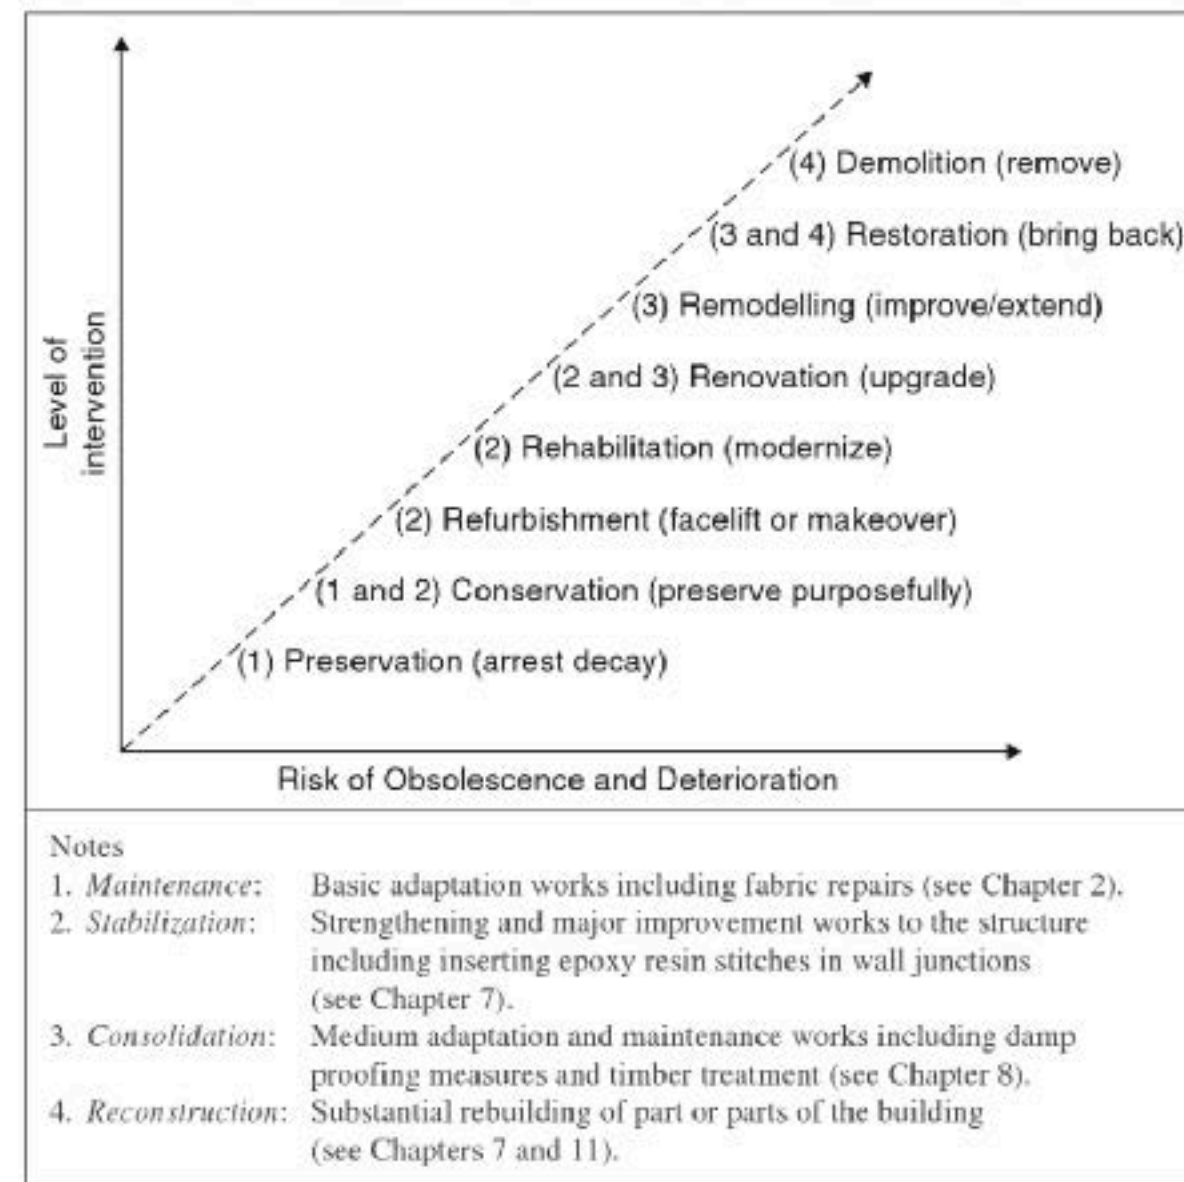 (4) Demolition (remove)
(3 and 4) Restoration (bring back)
(3) Remodelling (improve/extend)
(2 and 3) Renovation (upgrade)
(2) Rehabilitation (modernize)
(2) Refurbishment (facelift or makeover)
(1 and 2) Conservation (preserve purposefully)
(1) Preservation (arrest decay)
Level of
intervention
Risk of Obsolescence and Deterioration
Notes
1. Maintenance: Basic adaptation works including fabric repairs (see Chapter 2).
2. Stabilization: Strengthening and major improvement works to the structure
including inserting epoxy resin stitches in wall junctions
(see Chapter 7).
3. Consolidation: Medium adaptation and maintenance works including damp
proofing measures and timber treatment (see Chapter 8).
4. Reconstruction: Substantial rebuilding of part or parts of the building
(see Chapters 7 and 11).